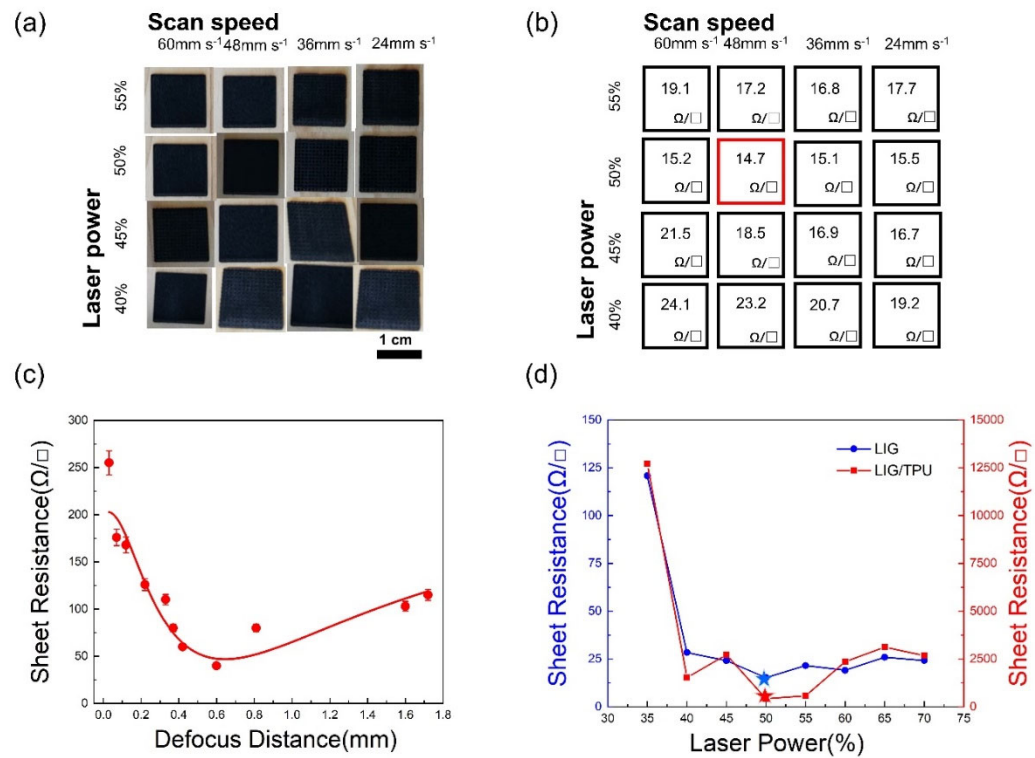 (a)
Scan speed
60mm s⁻¹ 48mm s⁻¹ 36mm s⁻¹ 24mm s⁻¹
Laser power
55%
50%
45%
40%
1 cm
(b)
Scan speed
60mm s⁻¹ 48mm s⁻¹ 36mm s⁻¹ 24mm s⁻¹
Laser power
55%
19.1 17.2 16.8 17.7
Ω/□ Ω/□ Ω/□ Ω/□
50%
15.2 14.7 15.1 15.5
Ω/□ Ω/□ Ω/□ Ω/□
45%
21.5 18.5 16.9 16.7
Ω/□ Ω/□ Ω/□ Ω/□
40%
24.1 23.2 20.7 19.2
Ω/□ Ω/□ Ω/□ Ω/□
(c)
Sheet Resistance(Ω/□)
300
250
200
150
100
50
0
0.0 0.2 0.4 0.6 0.8 1.0 1.2 1.4 1.6 1.8
Defocus Distance(mm)
(d)
Sheet Resistance(Ω/□)
150
125
100
75
50
25
0
LIG
LIG/TPU
15000
12500
10000
7500
5000
2500
0
Sheet Resistance(Ω/□)
30 35 40 45 50 55 60 65 70 75
Laser Power(%)